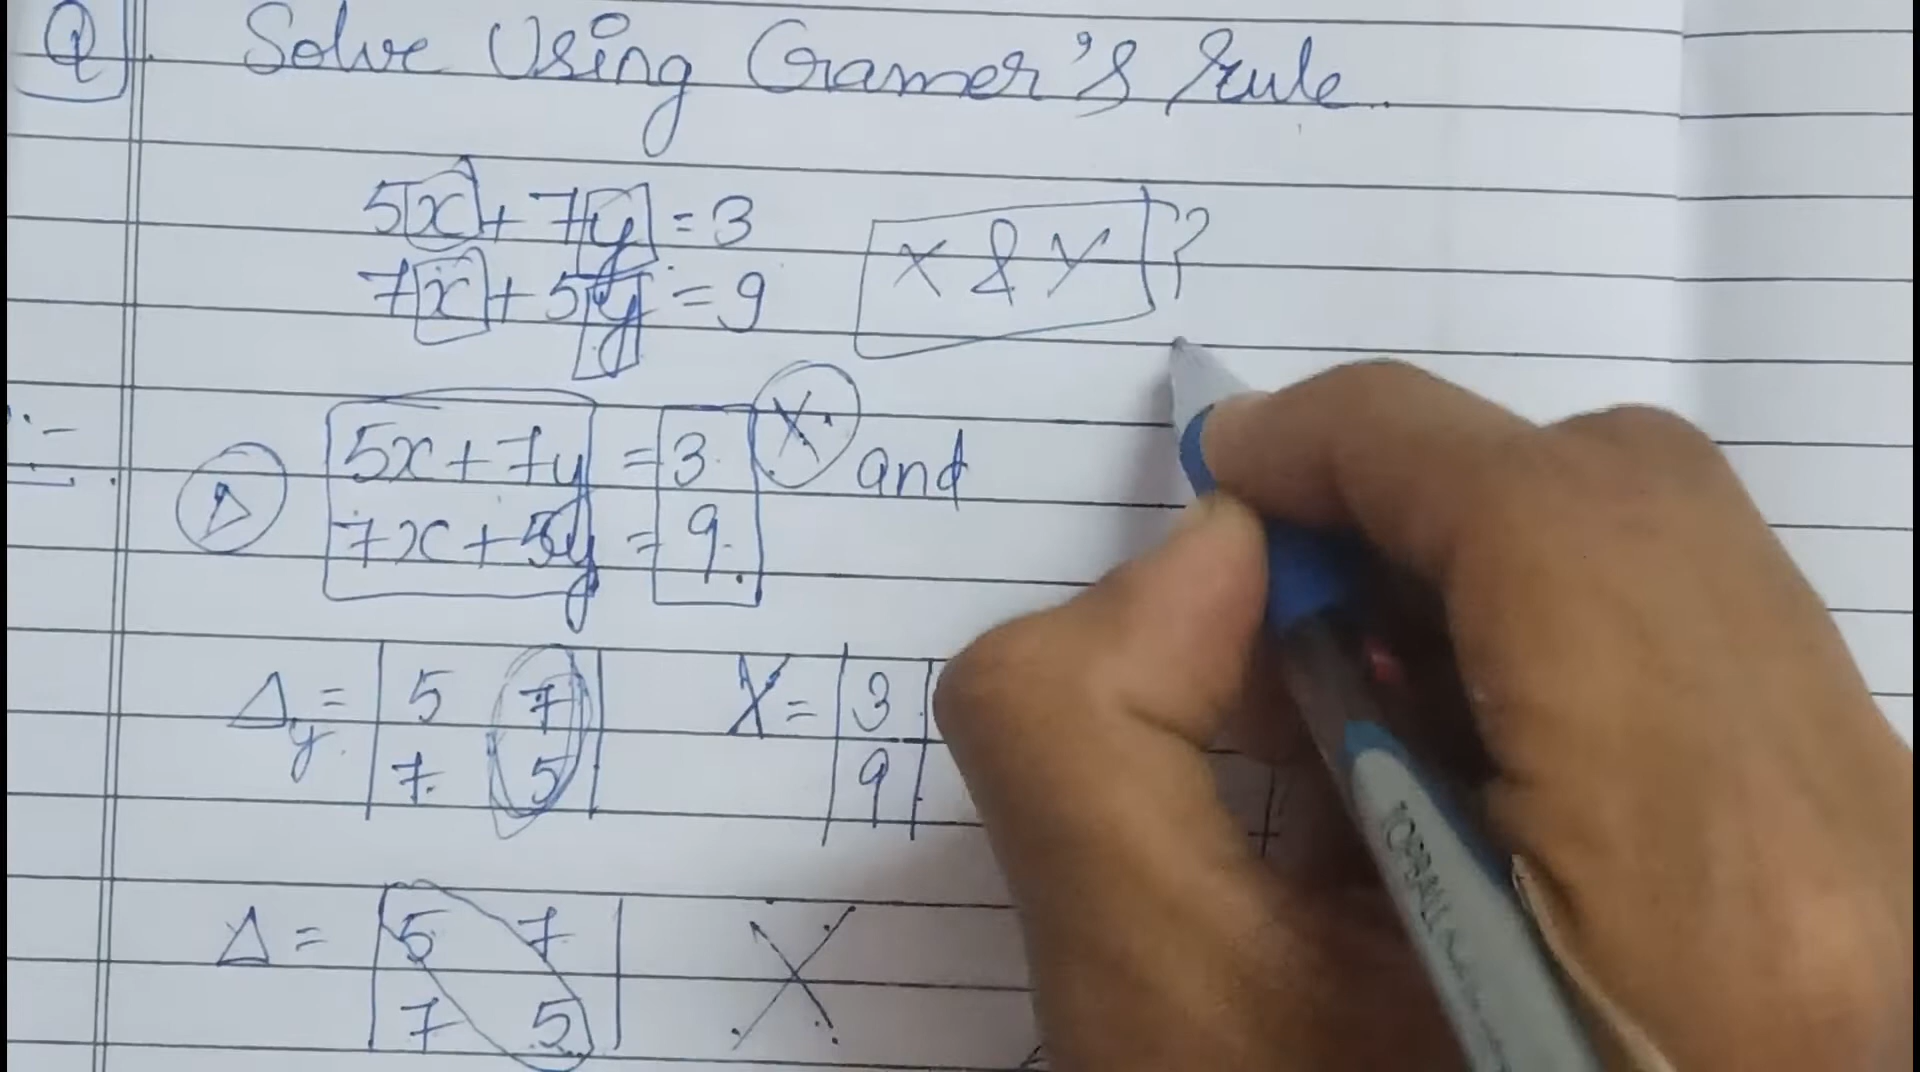 Q. Solve Using Cramer's Rule.
5x + 7y = 3
7x + 5y = 9
x & y ?
:-
Δ 5x + 7y = 3 X and
7x + 5y = 9.
Δy = | 5 7 | X = | 3 |
| 7 5 | | 9 |
Δ = | 5 7 |
| 7 5 |